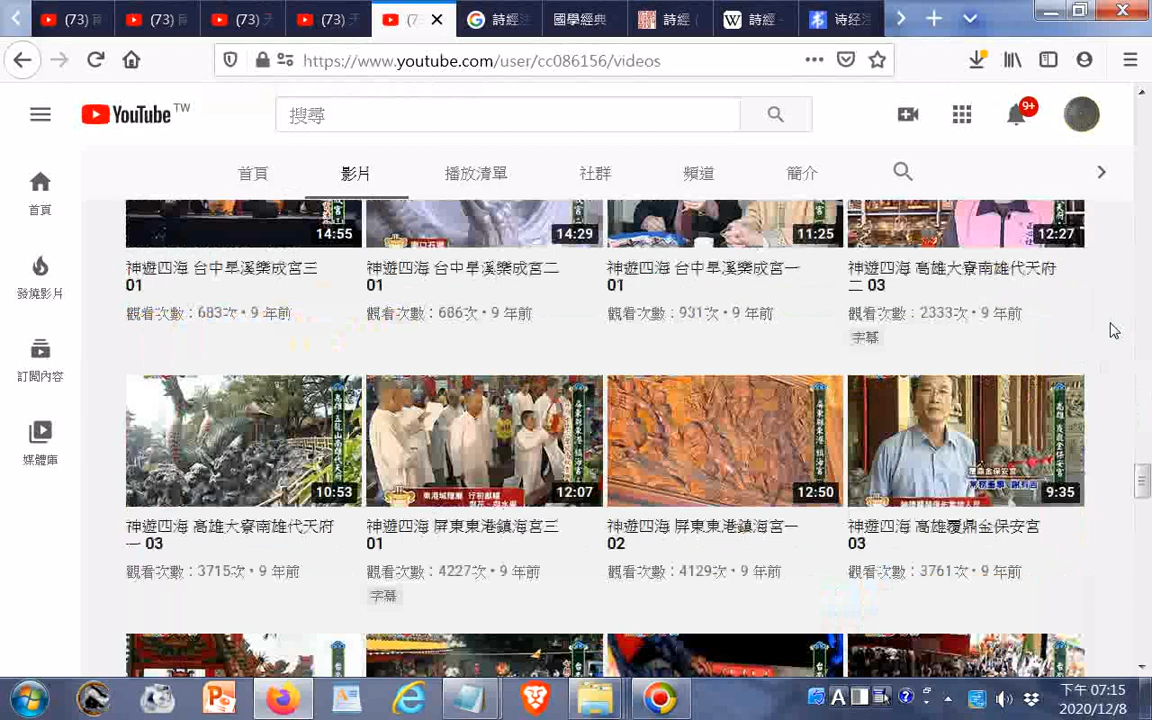 (73)
(73)
(73)
(73) 天
(7
詩經
國學經典
詩經
詩經
诗经
https://www.youtube.com/user/cc086156/videos
YouTube TW
搜尋
9+
首頁
影片
播放清單
社群
頻道
簡介
首頁
發燒影片
訂閱內容
媒體庫
14:55
14:29
11:25
12:27
神遊四海 台中旱溪樂成宮三
01
觀看次數：683次 • 9 年前
神遊四海 台中旱溪樂成宮二
01
觀看次數：686次 • 9 年前
神遊四海 台中旱溪樂成宮一
01
觀看次數：931次 • 9 年前
神遊四海 高雄大寮南雄代天府
二 03
觀看次數：2333次 • 9 年前
字幕
10:53
12:07
12:50
9:35
神遊四海 高雄大寮南雄代天府
一 03
觀看次數：3715次 • 9 年前
神遊四海 屏東東港鎮海宮三
01
觀看次數：4227次 • 9 年前
字幕
神遊四海 屏東東港鎮海宮一
02
觀看次數：4129次 • 9 年前
神遊四海 高雄覆鼎金保安宮
03
觀看次數：3761次 • 9 年前
下午 07:15
2020/12/8